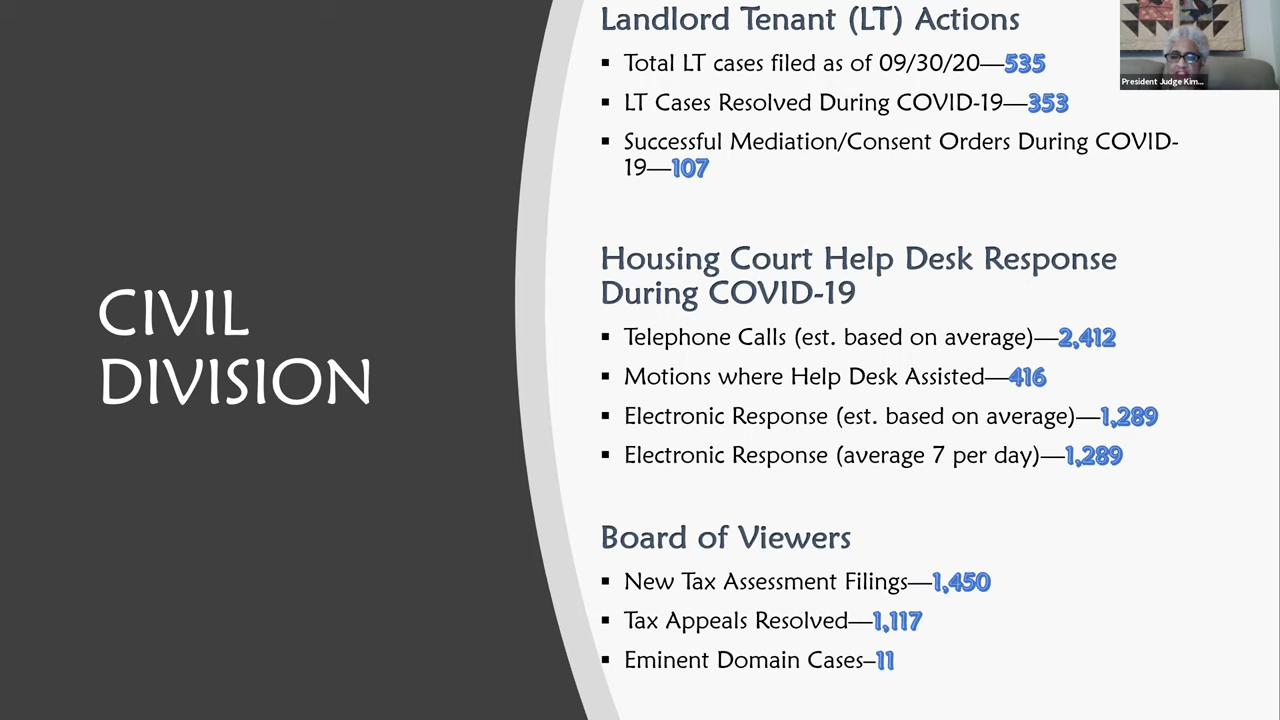 CIVIL
DIVISION
Landlord Tenant (LT) Actions
▪ Total LT cases filed as of 09/30/20—535
▪ LT Cases Resolved During COVID-19—353
▪ Successful Mediation/Consent Orders During COVID-
19—107
Housing Court Help Desk Response
During COVID-19
▪ Telephone Calls (est. based on average)—2,412
▪ Motions where Help Desk Assisted—416
▪ Electronic Response (est. based on average)—1,289
▪ Electronic Response (average 7 per day)—1,289
Board of Viewers
▪ New Tax Assessment Filings—1,450
▪ Tax Appeals Resolved—1,117
▪ Eminent Domain Cases–11
President Judge Kim...